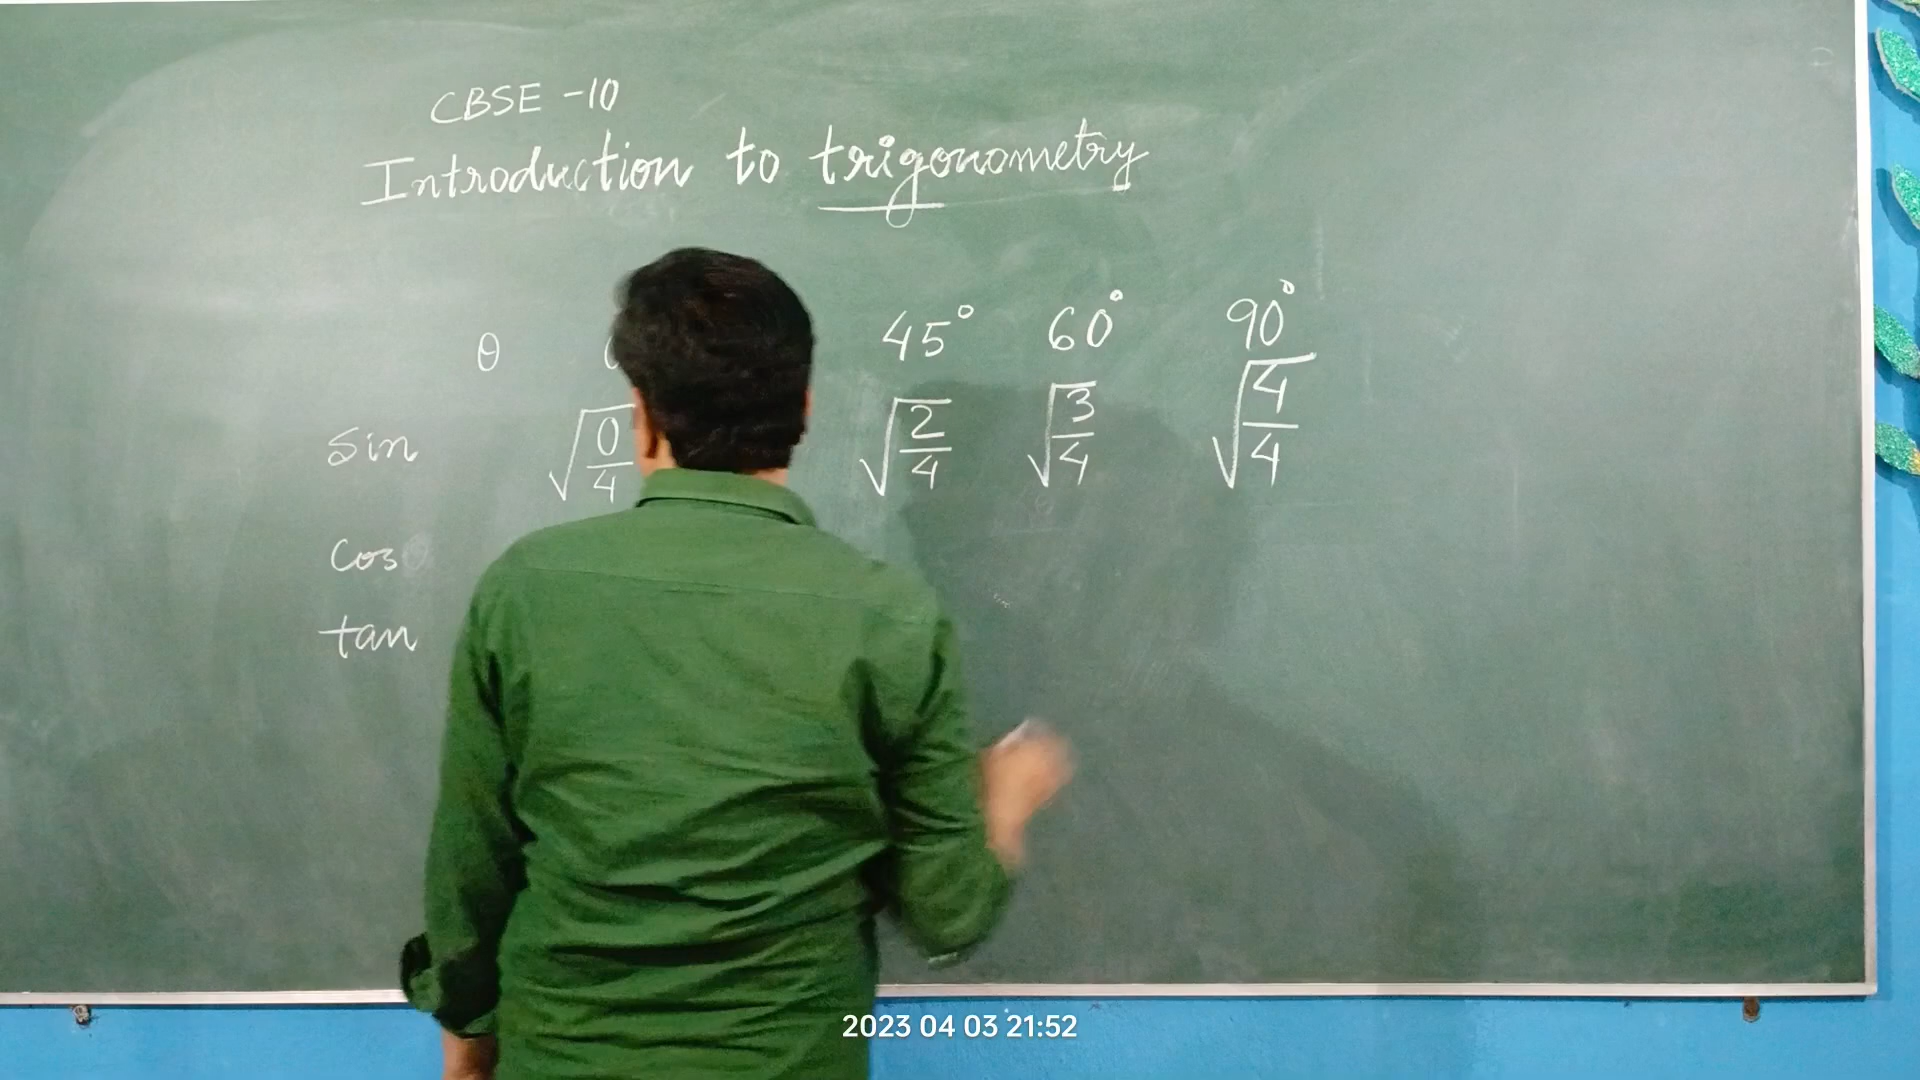 CBSE -10
Introduction to trigonometry
θ 45° 60° 90°
sin √0/4 √2/4 √3/4 √4/4
cos
tan
2023 04 03 21:52